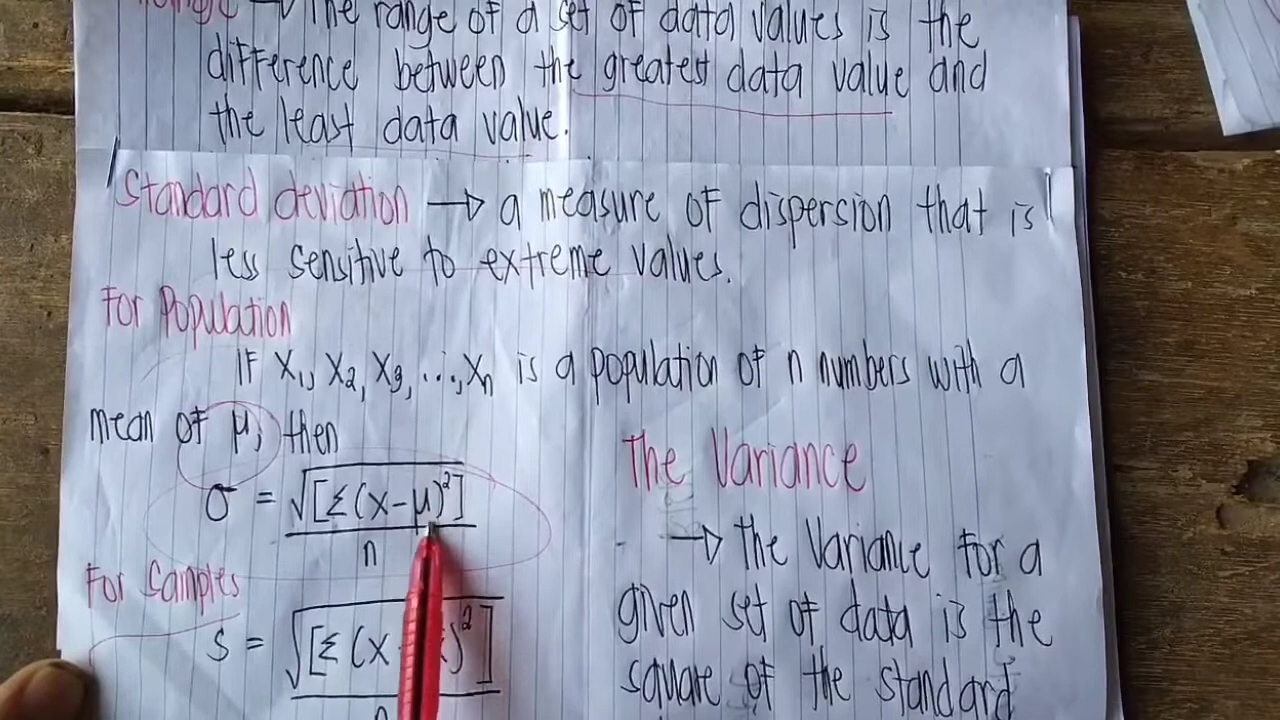 The range of a set of data values is the
difference between the greatest data value and
the least data value.
Standard deviation → a measure of dispersion that is
less sensitive to extreme values.
For Population
If X₁, X₂, X₃, ..., Xn is a population of n numbers with a
mean of μ, then
σ = √[Σ(x-μ)²]
n
For Samples
s = √[Σ(x )²]
The Variance
→ the Variance for a
given set of data is the
square of the standard